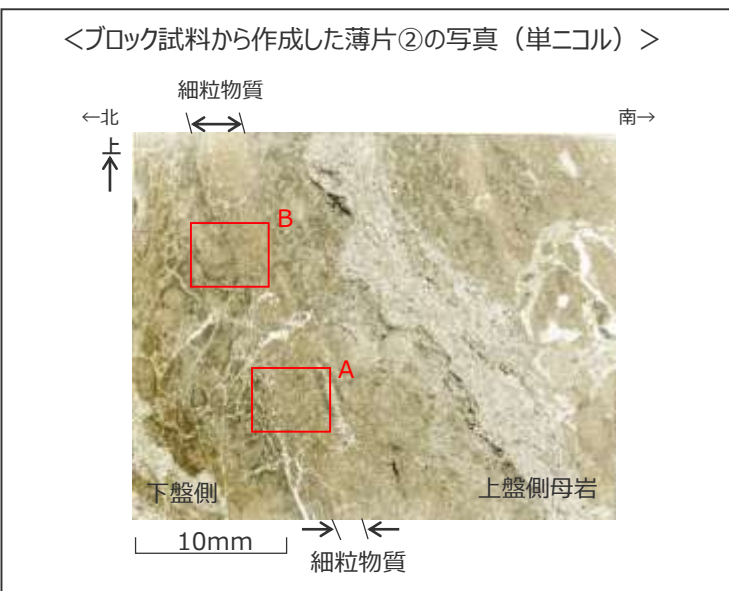 ＜ブロック試料から作成した薄片②の写真（単ニコル）＞
細粒物質
←北
南→
上
B
A
下盤側
上盤側母岩
10mm
細粒物質